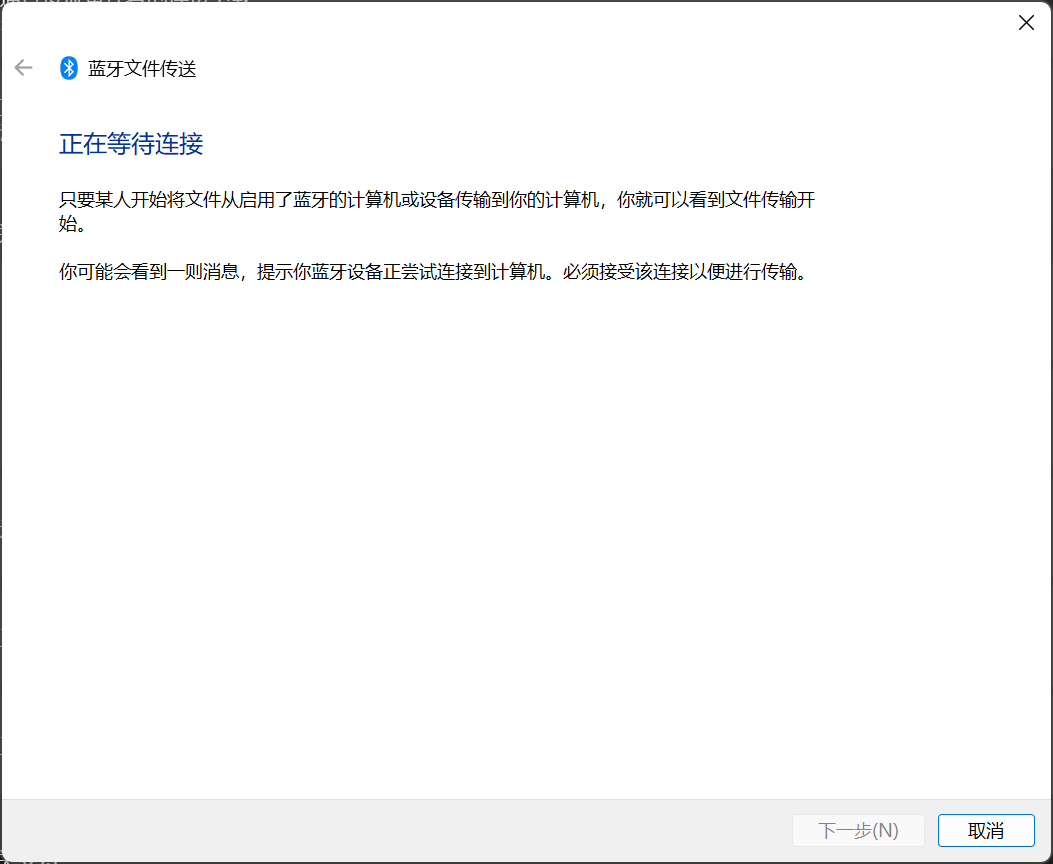 蓝牙文件传送
正在等待连接
只要某人开始将文件从启用了蓝牙的计算机或设备传输到你的计算机，你就可以看到文件传输开
始。
你可能会看到一则消息，提示你蓝牙设备正尝试连接到计算机。必须接受该连接以便进行传输。
下一步(N)
取消